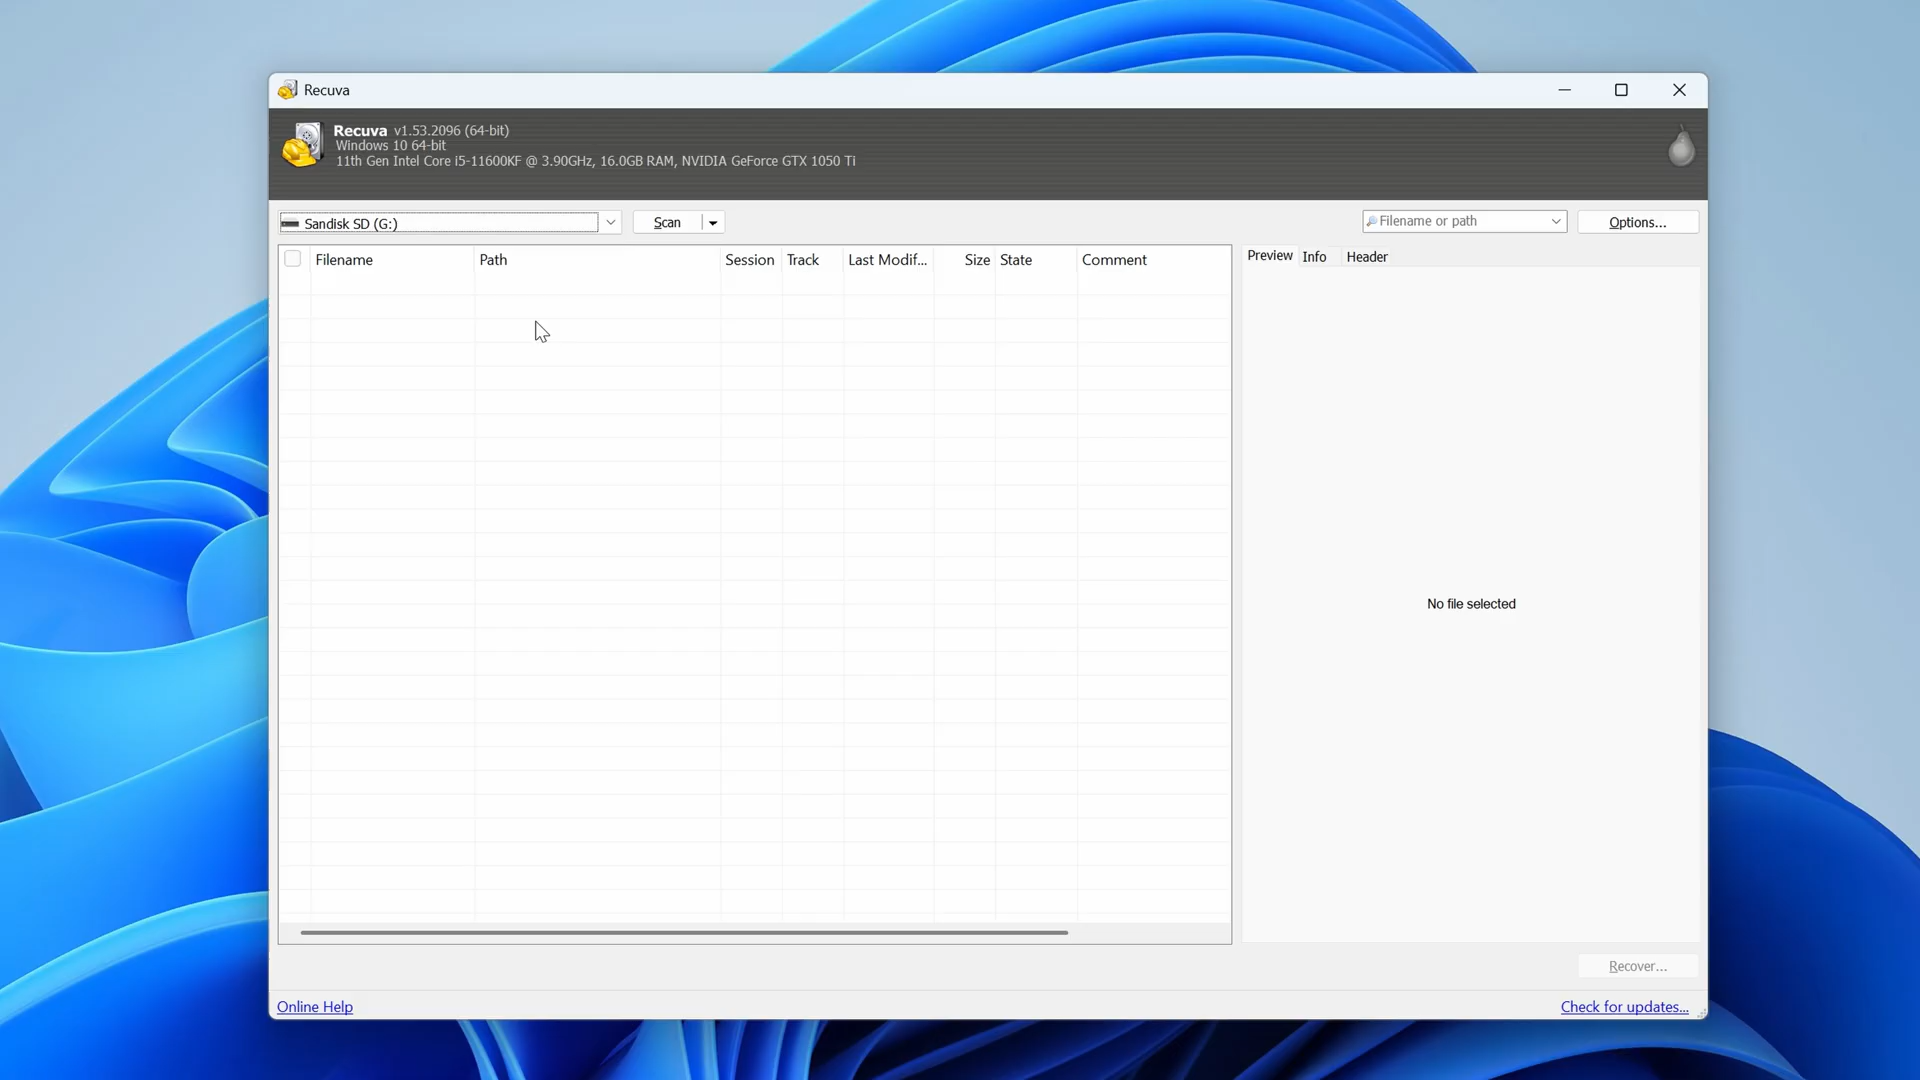 Recuva
Recuva v1.53.2096 (64-bit)
Windows 10 64-bit
11th Gen Intel Core i5-11600KF @ 3.90GHz, 16.0GB RAM, NVIDIA GeForce GTX 1050 Ti
Sandisk SD (G:) Scan Filename or path Options...
Filename Path Session Track Last Modif... Size State Comment
Preview Info Header
No file selected
Recover...
Online Help Check for updates...